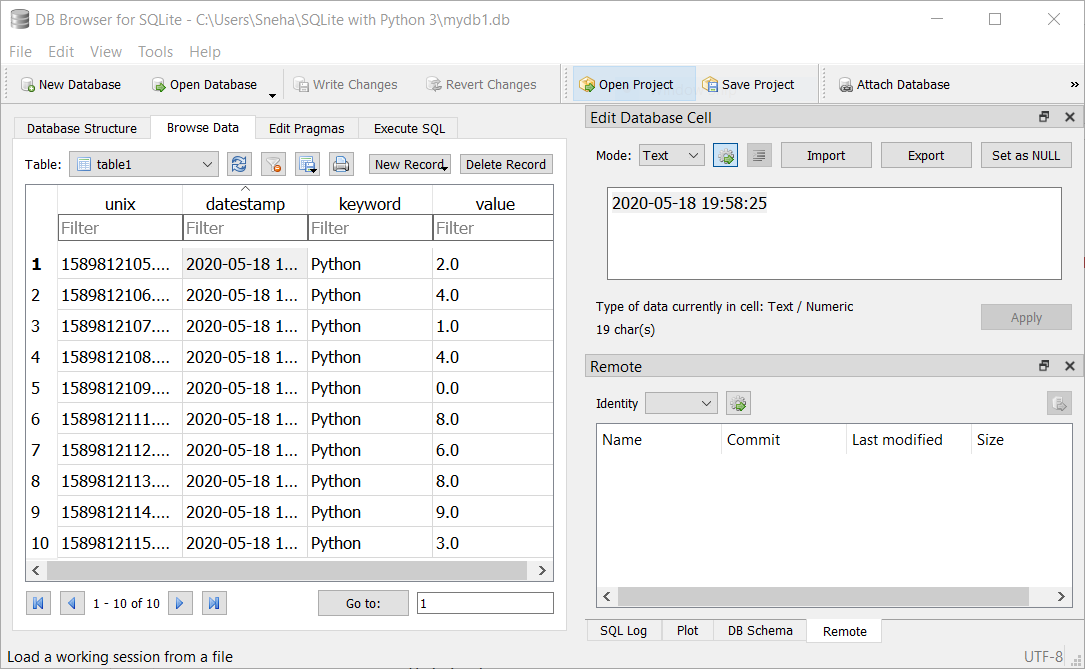 DB Browser for SQLite - C:\Users\Sneha\SQLite with Python 3\mydb1.db
File Edit View Tools Help
New Database Open Database Write Changes Revert Changes Open Project Save Project Attach Database »
Database Structure Browse Data Edit Pragmas Execute SQL
Table: table1 New Record Delete Record
unix datestamp keyword value
Filter Filter Filter Filter
1 1589812105.... 2020-05-18 1... Python 2.0
2 1589812106.... 2020-05-18 1... Python 4.0
3 1589812107.... 2020-05-18 1... Python 1.0
4 1589812108.... 2020-05-18 1... Python 4.0
5 1589812109.... 2020-05-18 1... Python 0.0
6 1589812111.... 2020-05-18 1... Python 8.0
7 1589812112.... 2020-05-18 1... Python 6.0
8 1589812113.... 2020-05-18 1... Python 8.0
9 1589812114.... 2020-05-18 1... Python 9.0
10 1589812115.... 2020-05-18 1... Python 3.0
1 - 10 of 10 Go to: 1
Edit Database Cell
Mode: Text Import Export Set as NULL
2020-05-18 19:58:25
Type of data currently in cell: Text / Numeric
19 char(s)
Apply
Remote
Identity
Name Commit Last modified Size
SQL Log Plot DB Schema Remote
Load a working session from a file UTF-8